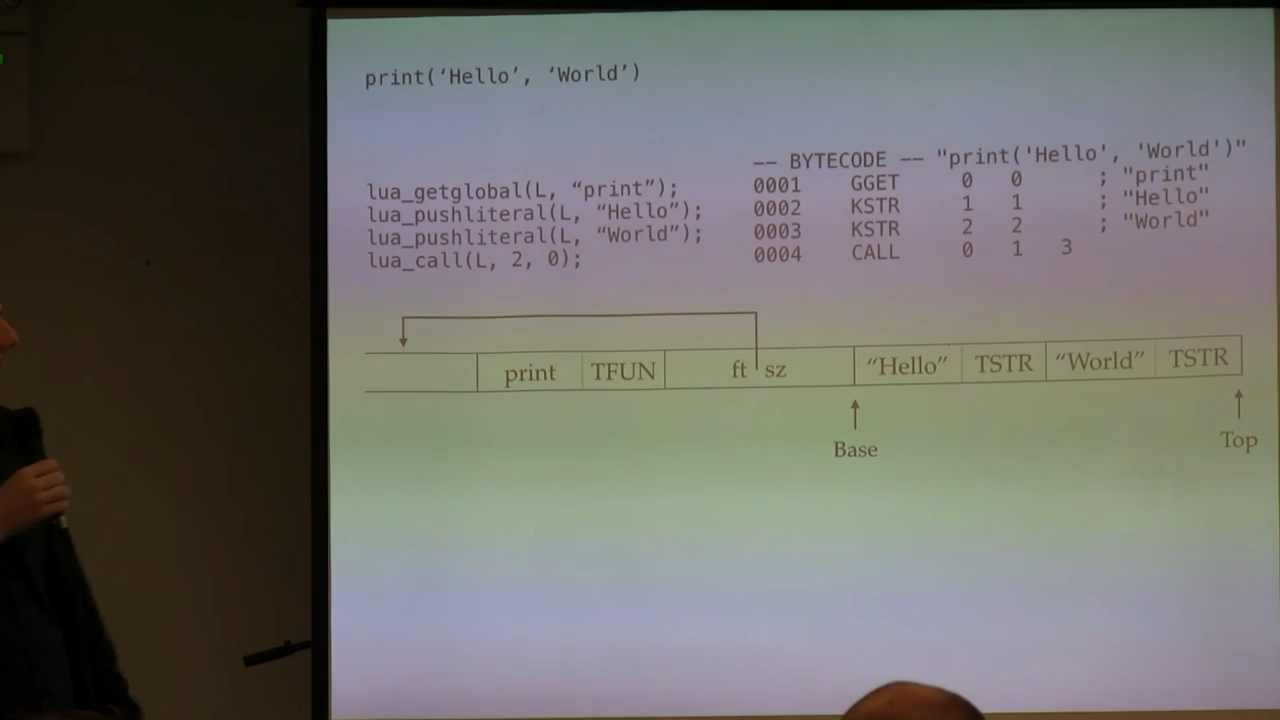 print(‘Hello’, ‘World’)
-- BYTECODE -- "print('Hello', 'World')"
lua_getglobal(L, “print”);
lua_pushliteral(L, “Hello”);
lua_pushliteral(L, “World”);
lua_call(L, 2, 0);
0001 GGET 0 0 ; "print"
0002 KSTR 1 1 ; "Hello"
0003 KSTR 2 2 ; "World"
0004 CALL 0 1 3
print TFUN ft sz “Hello” TSTR “World” TSTR
Base
Top